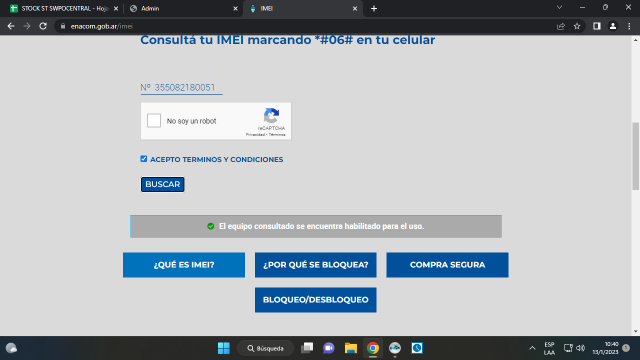 STOCK ST SWPOCENTRAL - Hoja
Admin
IMEI
enacom.gob.ar/imei
Consultá tu IMEI marcando *#06# en tu celular
Nº 355082180051
No soy un robot
reCAPTCHA
Privacidad - Términos
ACEPTO TERMINOS Y CONDICIONES
BUSCAR
El equipo consultado se encuentra habilitado para el uso.
¿QUÉ ES IMEI?
¿POR QUÉ SE BLOQUEA?
COMPRA SEGURA
BLOQUEO/DESBLOQUEO
Búsqueda
ESP
LAA
10:40
13/1/2023